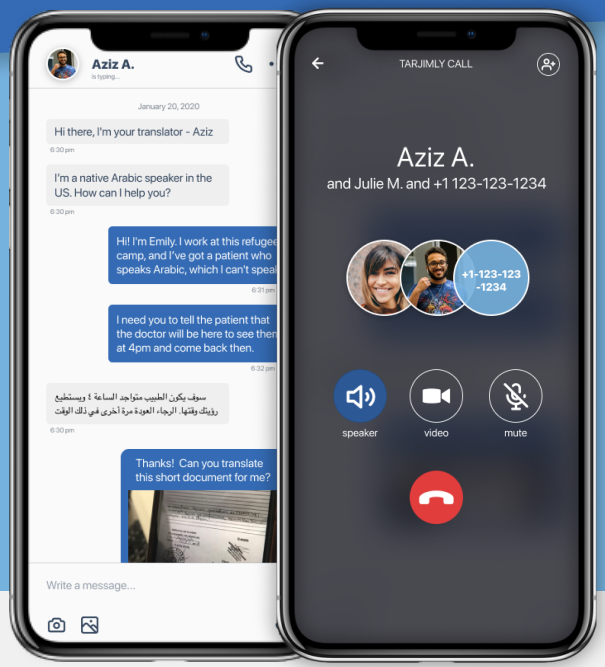 Aziz A.
is typing...
January 20, 2020
Hi there, I'm your translator - Aziz
6:30 pm
I'm a native Arabic speaker in the
US. How can I help you?
6:30 pm
Hi! I'm Emily. I work at this refugee
camp, and I've got a patient who
speaks Arabic, which I can't speak
6:31 pm
I need you to tell the patient that
the doctor will be here to see them
at 4pm and come back then.
6:32 pm
سوف يكون الطبيب متواجد الساعة ٤ ويستطيع
رؤيتك وقتها. الرجاء العودة مرة أخرى في ذلك الوقت
6:30 pm
Thanks! Can you translate
this short document for me?
Write a message...
TARJIMLY CALL
Aziz A.
and Julie M. and +1 123-123-1234
+1-123-123
-1234
speaker
video
mute